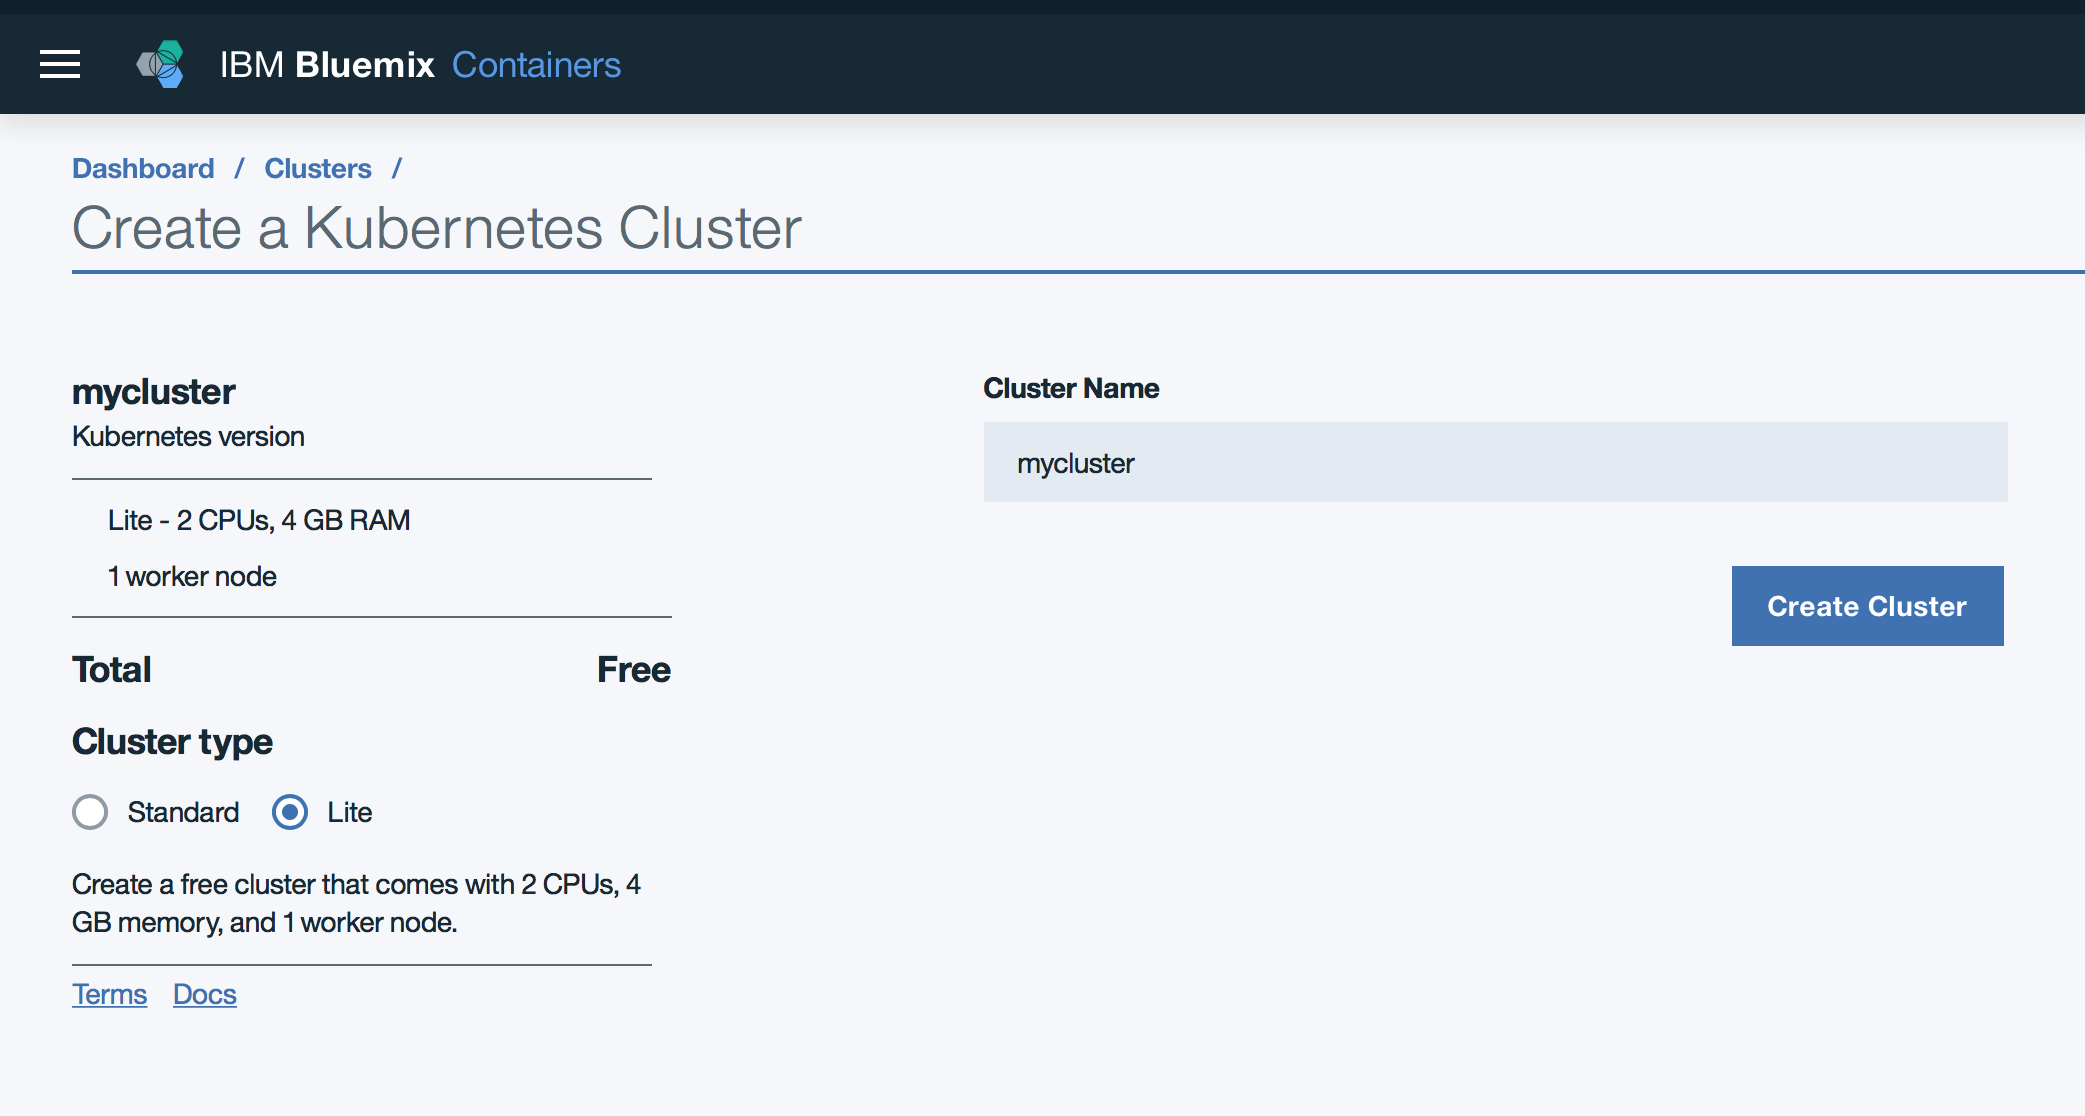 IBM Bluemix Containers
Dashboard / Clusters /
Create a Kubernetes Cluster
mycluster
Kubernetes version
Lite - 2 CPUs, 4 GB RAM
1 worker node
Total Free
Cluster type
Standard Lite
Create a free cluster that comes with 2 CPUs, 4
GB memory, and 1 worker node.
Terms Docs
Cluster Name
mycluster
Create Cluster